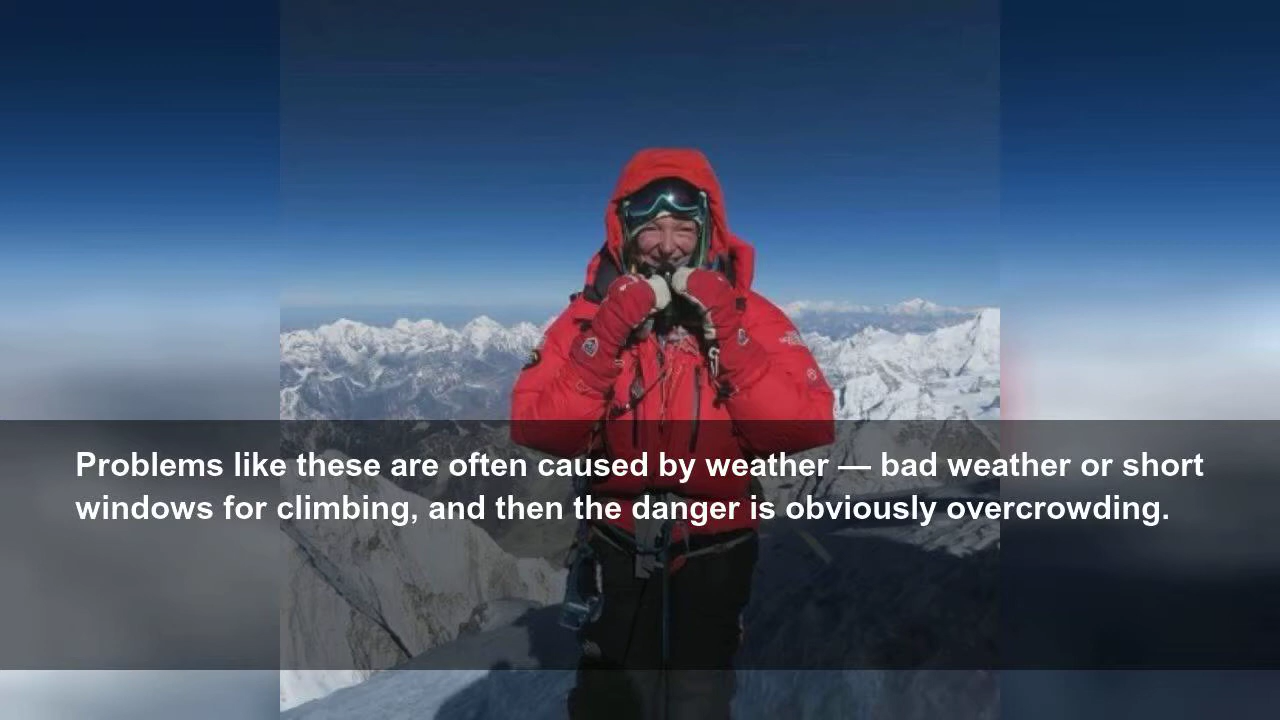 Problems like these are often caused by weather — bad weather or short
windows for climbing, and then the danger is obviously overcrowding.